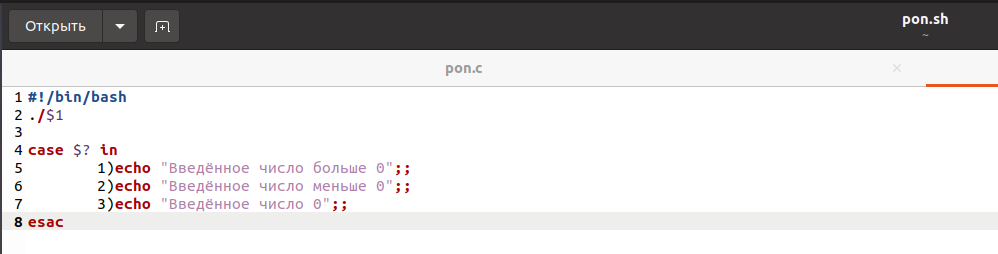 Открыть
pon.sh
~
pon.c ×
1 #!/bin/bash
2 ./$1
3
4 case $? in
5 1)echo "Введённое число больше 0";;
6 2)echo "Введённое число меньше 0";;
7 3)echo "Введённое число 0";;
8 esac